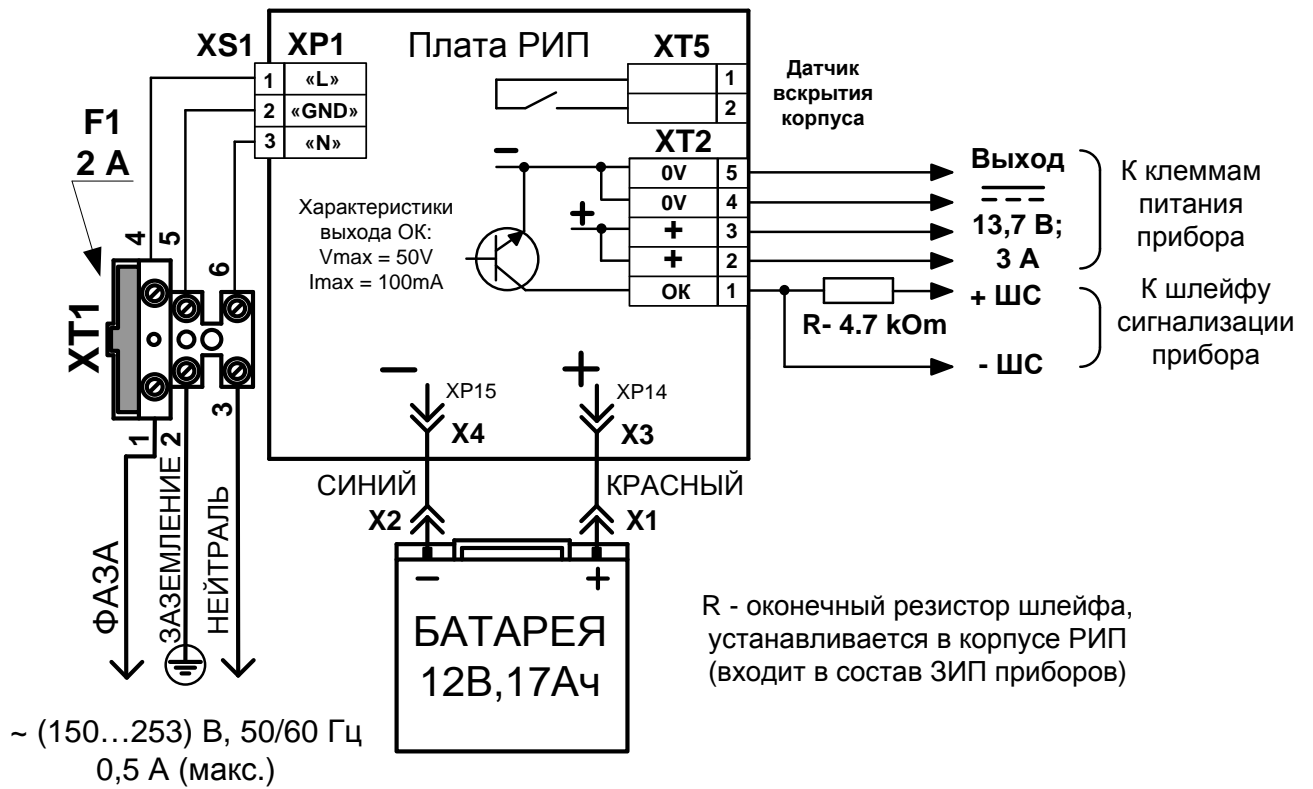 XS1 XP1 Плата РИП XT5
1 «L»
2 «GND»
3 «N»
1
2
Датчик
вскрытия
корпуса
F1
2 А
XT2
0V 5
0V 4
+ 3
+ 2
ОК 1
Характеристики
выхода ОК:
Vmax = 50V
Imax = 100mA
Выход
13,7 В;
3 А
К клеммам
питания
прибора
+ ШС
- ШС
R- 4.7 kOm
К шлейфу
сигнализации
прибора
4 5 6
XT1
1 2 3
ФАЗА
ЗАЗЕМЛЕНИЕ
НЕЙТРАЛЬ
− +
XP15 XP14
X4 X3
СИНИЙ КРАСНЫЙ
X2 X1
− +
БАТАРЕЯ
12В,17Ач
R - оконечный резистор шлейфа,
устанавливается в корпусе РИП
(входит в состав ЗИП приборов)
~ (150…253) В, 50/60 Гц
0,5 А (макс.)